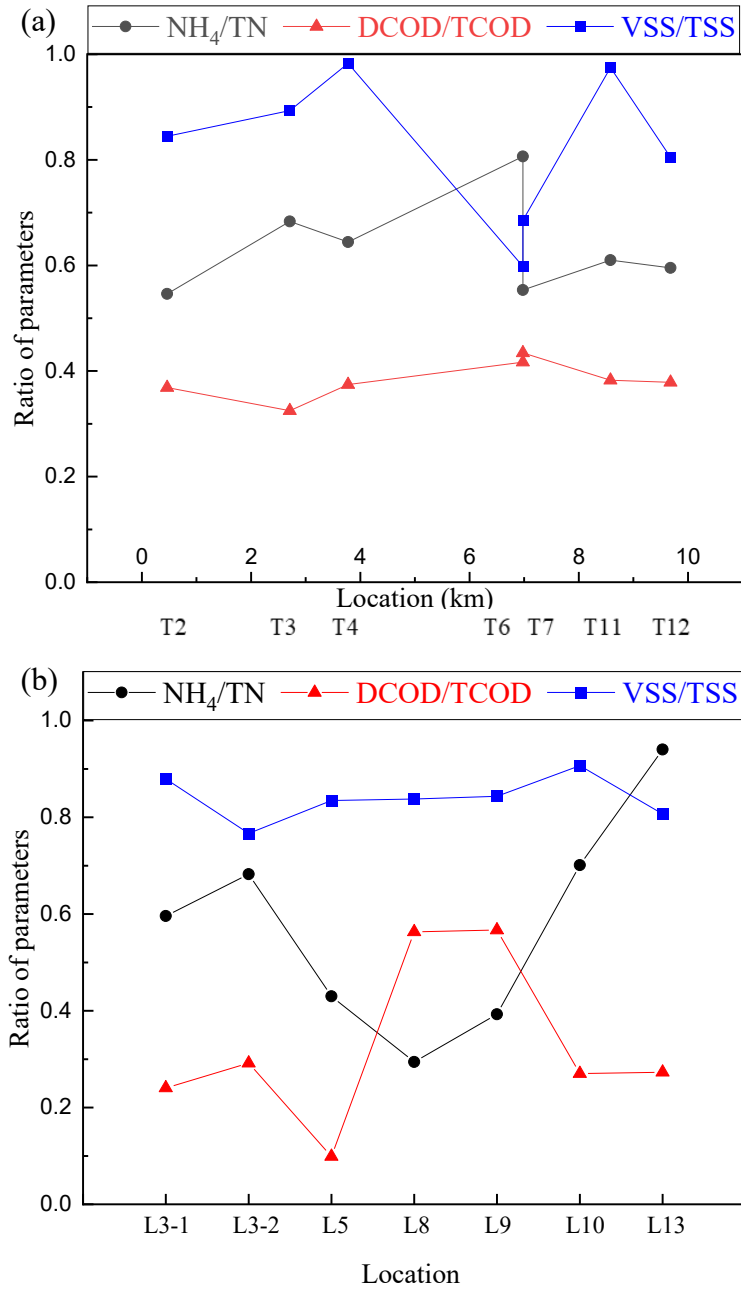 (a)
NH₄/TN DCOD/TCOD VSS/TSS
1.0
0.8
0.6
0.4
0.2
0.0
Ratio of parameters
0 2 4 6 8 10
Location (km)
T2 T3 T4 T6 T7 T11 T12
(b)
NH₄/TN DCOD/TCOD VSS/TSS
1.0
0.8
0.6
0.4
0.2
0.0
Ratio of parameters
L3-1 L3-2 L5 L8 L9 L10 L13
Location